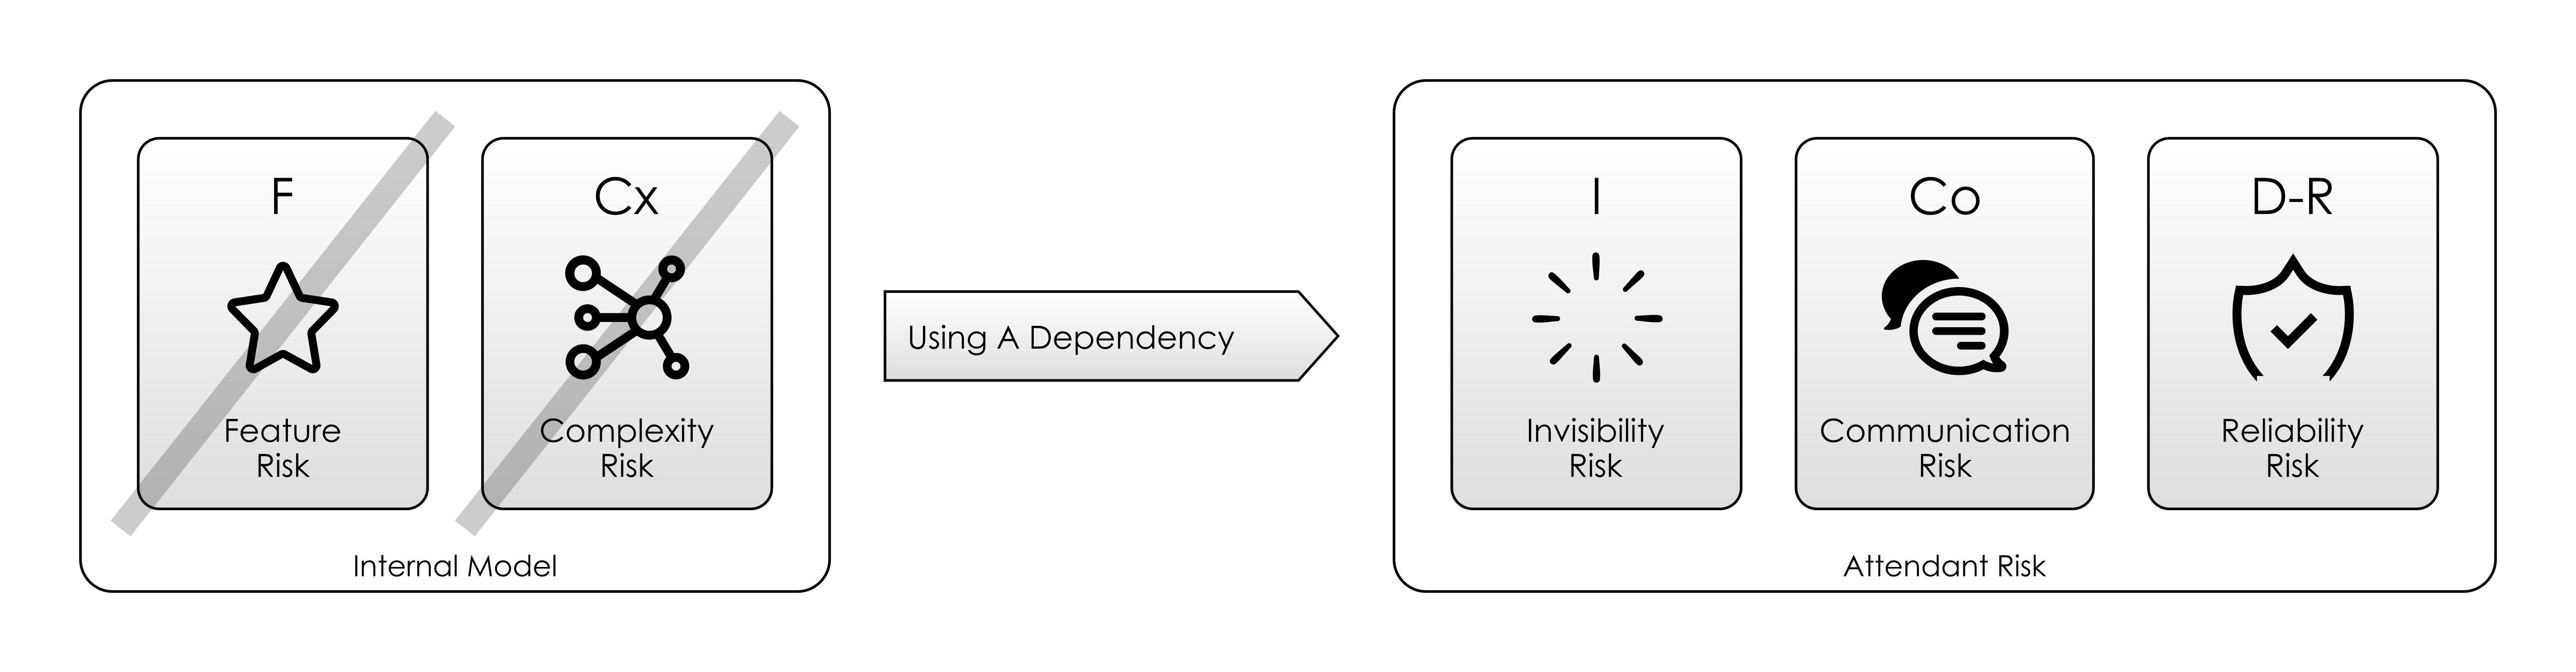 F
Feature
Risk
Cx
Complexity
Risk
Internal Model
Using A Dependency
I
Invisibility
Risk
Co
Communication
Risk
D-R
Reliability
Risk
Attendant Risk